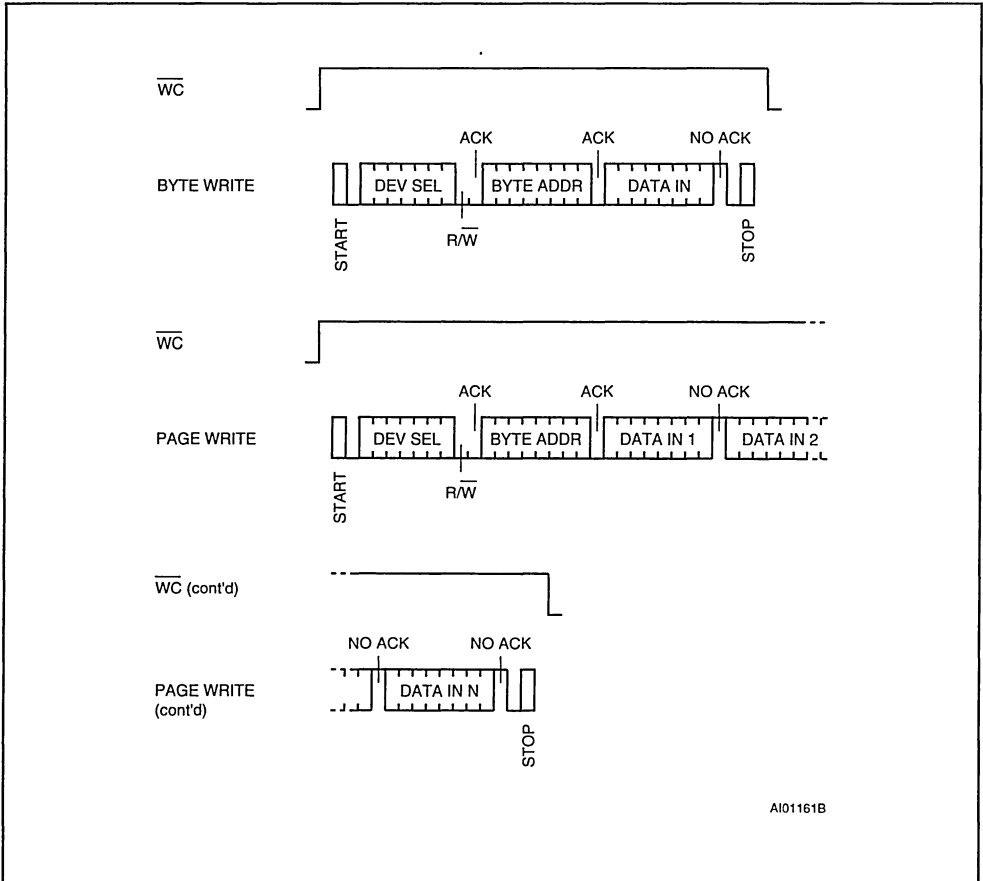 WC
ACK ACK NO ACK
BYTE WRITE DEV SEL BYTE ADDR DATA IN
R/W
START STOP
WC
ACK ACK NO ACK
PAGE WRITE DEV SEL BYTE ADDR DATA IN 1 DATA IN 2
R/W
START
WC (cont'd)
NO ACK NO ACK
PAGE WRITE DATA IN N
(cont'd)
STOP
AI01161B